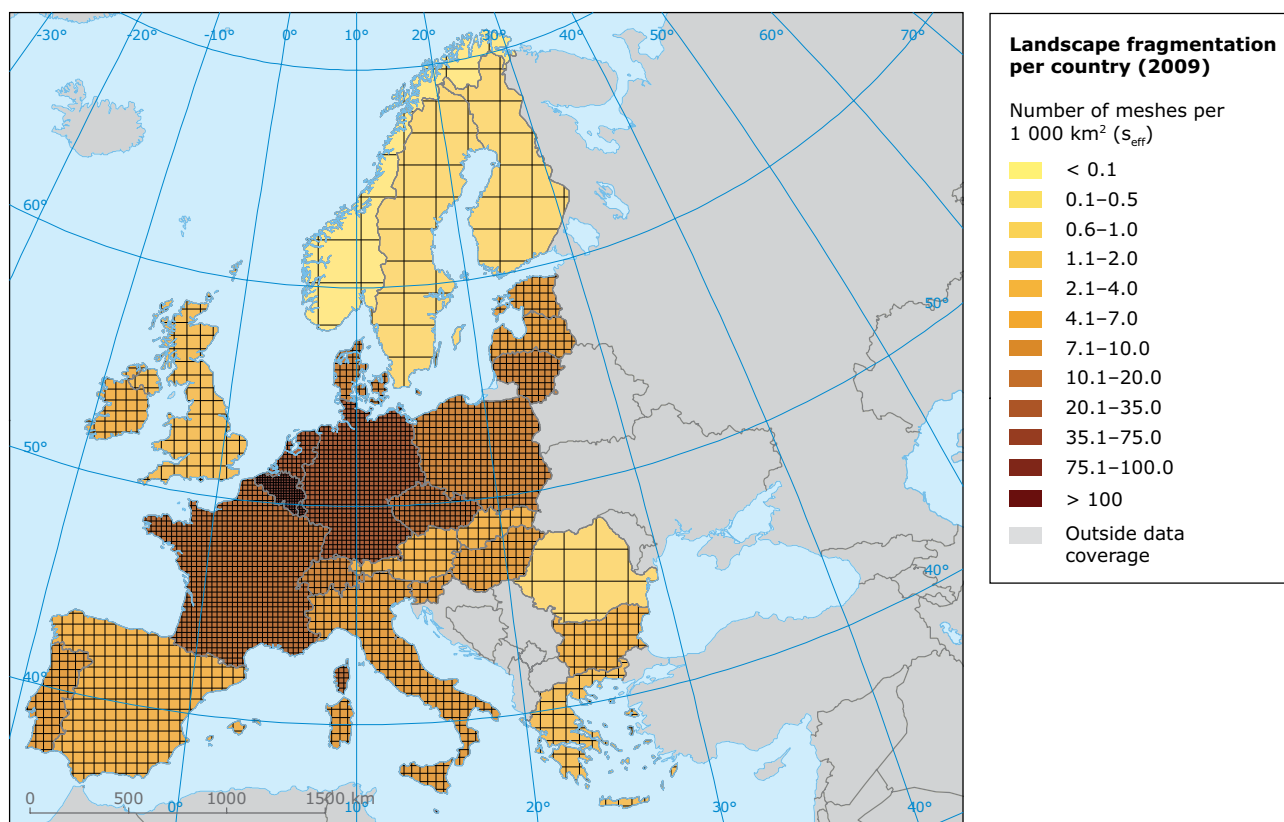 -30° -20° -10° 0° 10° 20° 30° 40° 50° 60° 70°
60°
50°
50°
40°
40°
0 500 1000 1500 km
0° 10° 20° 30° 40°
Landscape fragmentation
per country (2009)
Number of meshes per
1 000 km² (s_eff)
< 0.1
0.1–0.5
0.6–1.0
1.1–2.0
2.1–4.0
4.1–7.0
7.1–10.0
10.1–20.0
20.1–35.0
35.1–75.0
75.1–100.0
> 100
Outside data
coverage